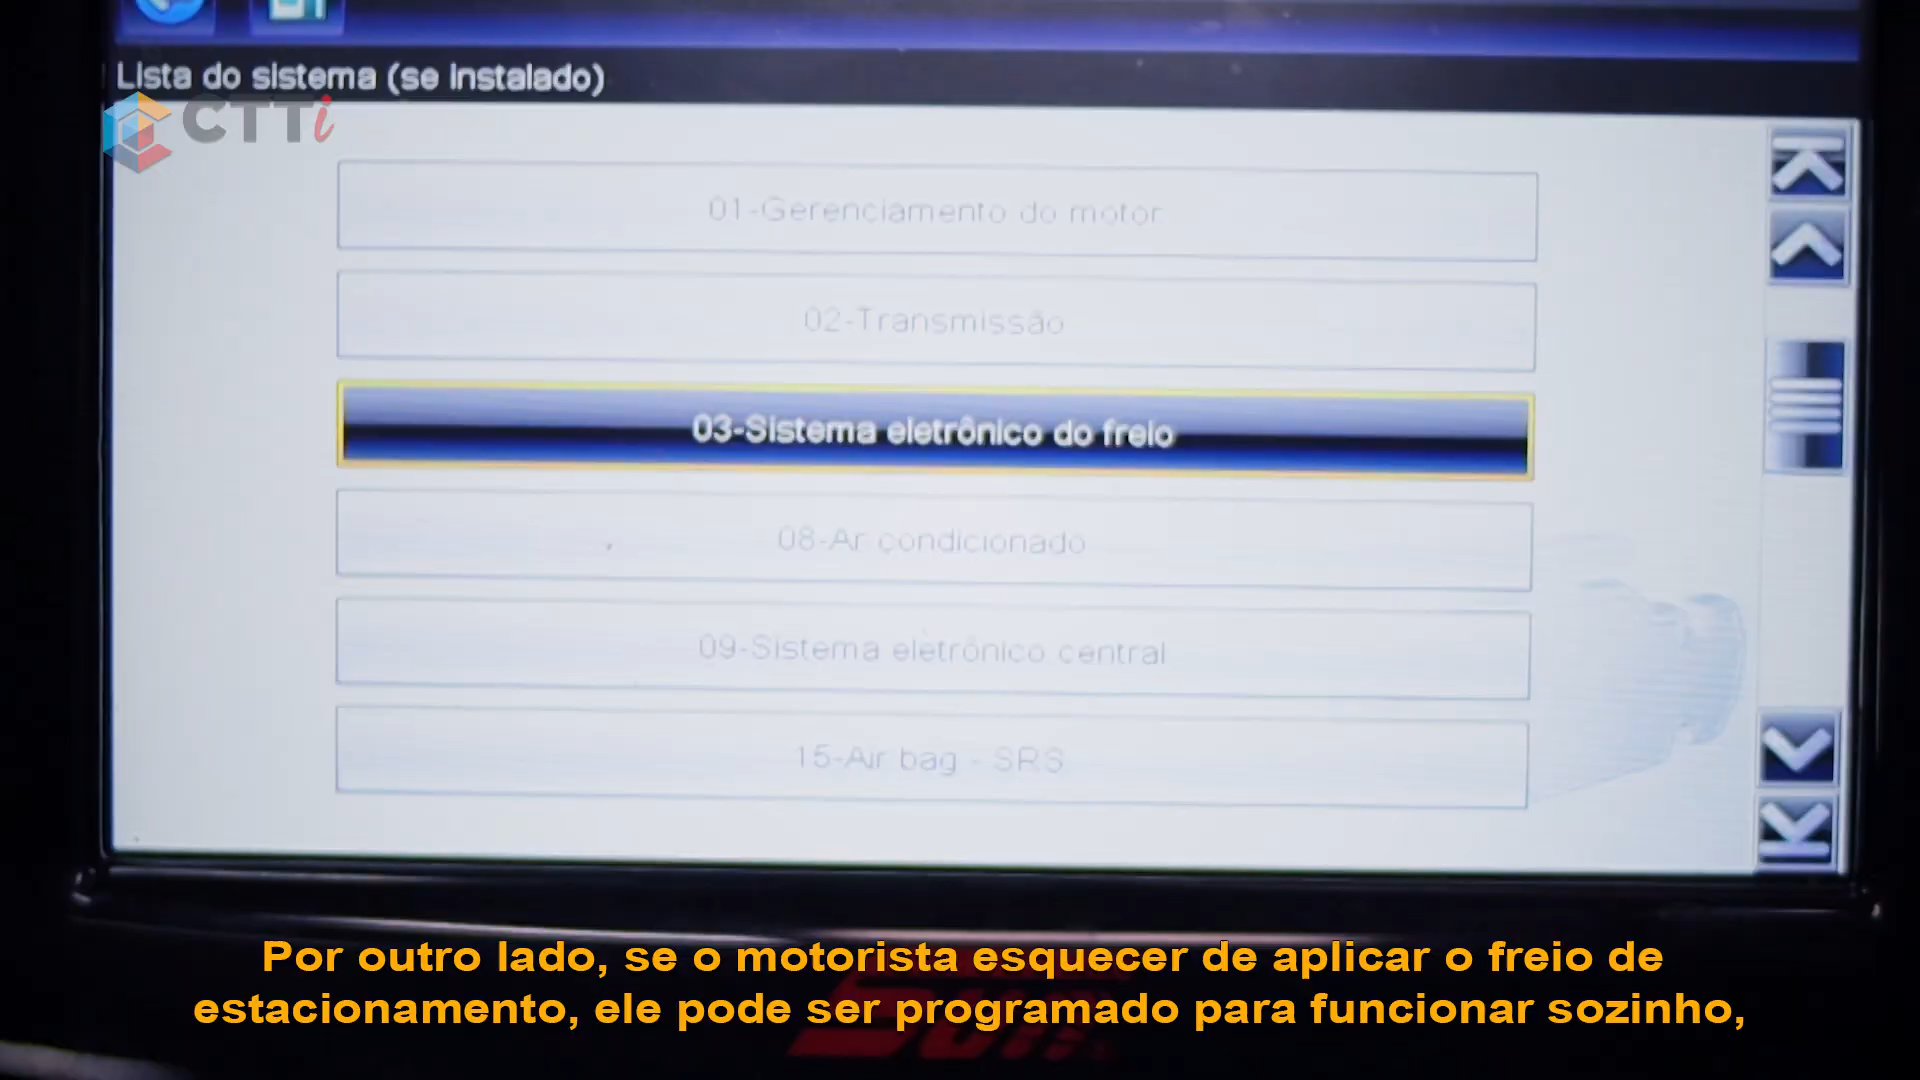 Lista do sistema (se instalado)
CTTi
01-Gerenciamento do motor
02-Transmissão
03-Sistema eletrônico do freio
08-Ar condicionado
09-Sistema eletrônico central
15-Air bag - SRS
Por outro lado, se o motorista esquecer de aplicar o freio de
estacionamento, ele pode ser programado para funcionar sozinho,